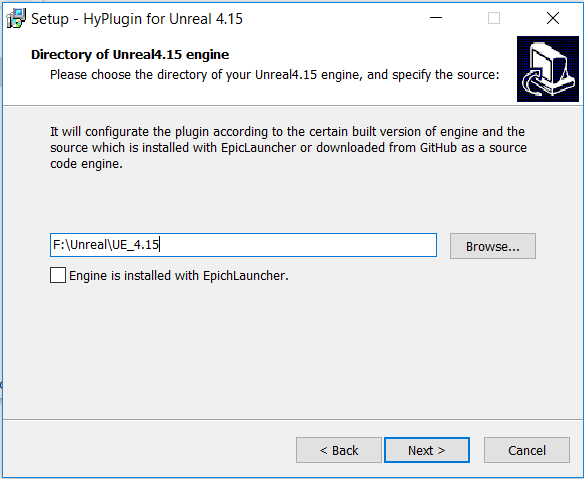 Setup - HyPlugin for Unreal 4.15
Directory of Unreal4.15 engine
Please choose the directory of your Unreal4.15 engine, and specify the source:
It will configurate the plugin according to the certain built version of engine and the
source which is installed with EpicLauncher or downloaded from GitHub as a source
code engine.
F:\Unreal\UE_4.15
Browse...
Engine is installed with EpichLauncher.
< Back
Next >
Cancel